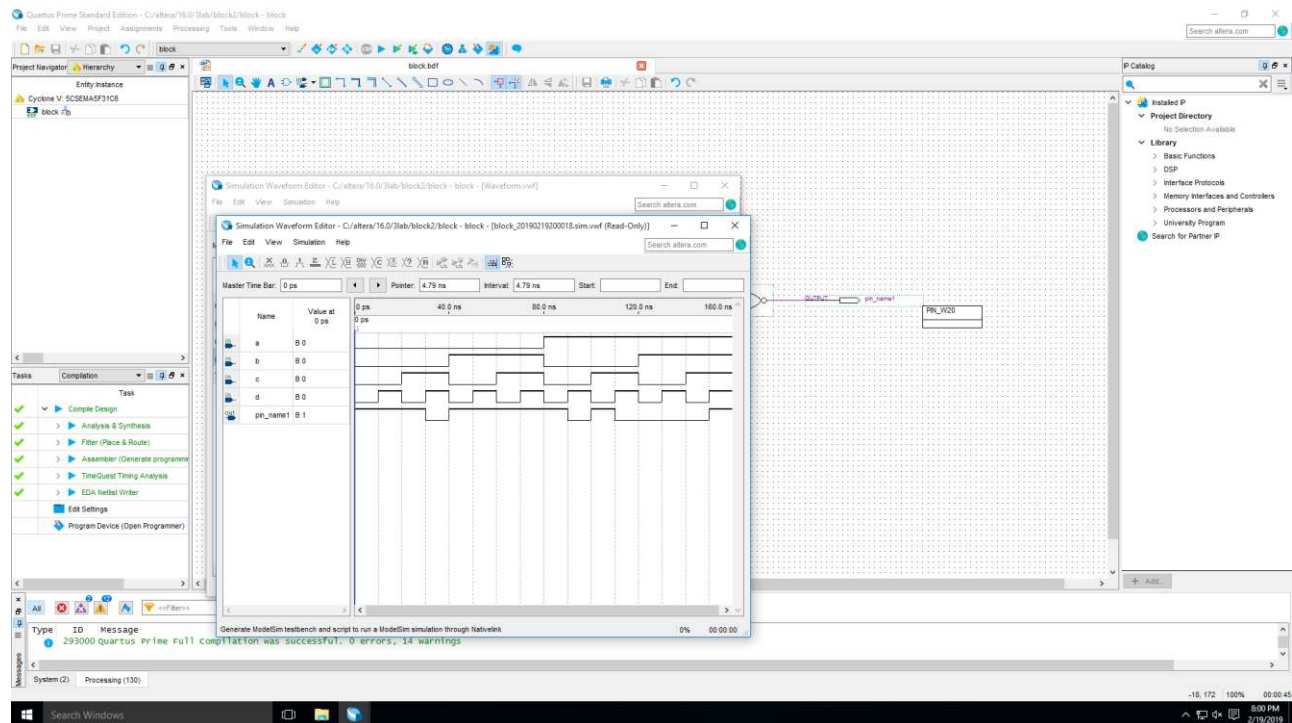 Quartus Prime Standard Edition - C:/altera/16.0/3lab/block2/block - block
File Edit View Project Assignments Processing Tools Window Help
Search altera.com
block
Project Navigator Hierarchy
Entity:Instance
Cyclone V: 5CSEMA5F31C6
block
block.bdf
IP Catalog
Installed IP
Project Directory
No Selection Available
Library
Basic Functions
DSP
Interface Protocols
Memory Interfaces and Controllers
Processors and Peripherals
University Program
Search for Partner IP
+ Add...
OUTPUT pin_name1
PIN_W20
Simulation Waveform Editor - C:/altera/16.0/3lab/block2/block - block - [Waveform.vwf]
File Edit View Simulation Help
Search altera.com
Simulation Waveform Editor - C:/altera/16.0/3lab/block2/block - block - [block_20190219200018.sim.vwf (Read-Only)]
File Edit View Simulation Help
Search altera.com
Master Time Bar: 0 ps Pointer: 4.79 ns Interval: 4.79 ns Start: End:
Name Value at 0 ps
0 ps 40.0 ns 80.0 ns 120.0 ns 160.0 ns
0 ps
a B 0
b B 0
c B 0
d B 0
pin_name1 B 1
Generate ModelSim testbench and script to run a ModelSim simulation through Nativelink 0% 00:00:00
Tasks Compilation
Task
Compile Design
Analysis & Synthesis
Fitter (Place & Route)
Assembler (Generate programmi
TimeQuest Timing Analysis
EDA Netlist Writer
Edit Settings
Program Device (Open Programmer)
All <<Filter>>
Type ID Message
293000 Quartus Prime Full Compilation was successful. 0 errors, 14 warnings
Messages
System (2) Processing (130)
-18, 172 100% 00:00:45
Search Windows
8:00 PM
2/19/2019